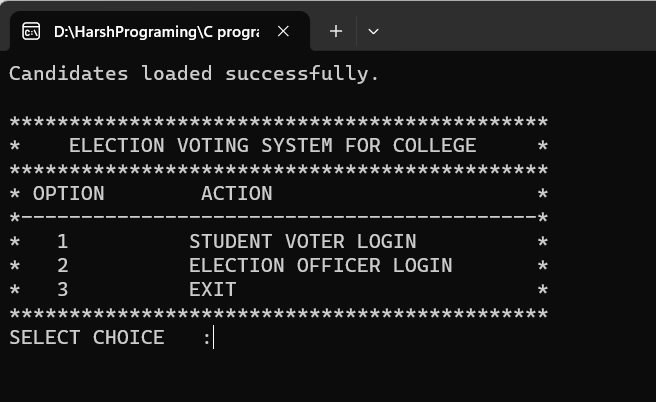 D:\HarshPrograming\C progra
Candidates loaded successfully.
*********************************************
*    ELECTION VOTING SYSTEM FOR COLLEGE     *
*********************************************
* OPTION        ACTION                      *
*-------------------------------------------*
*   1          STUDENT VOTER LOGIN          *
*   2          ELECTION OFFICER LOGIN       *
*   3          EXIT                         *
*********************************************
SELECT CHOICE   :